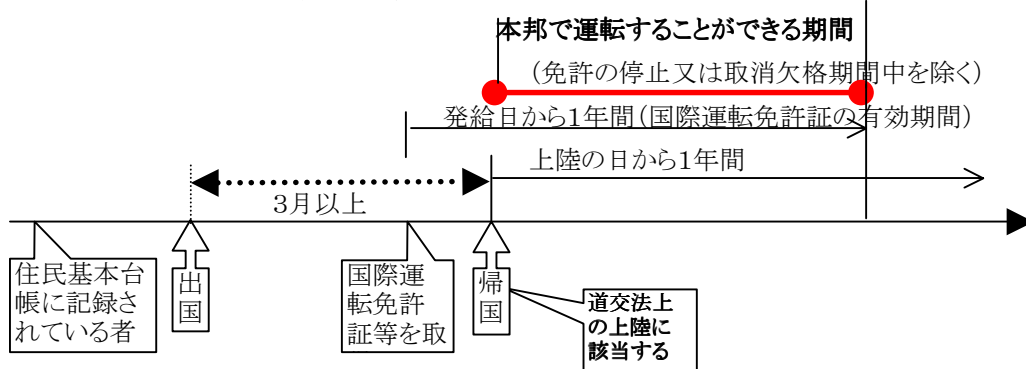 本邦で運転することができる期間
(免許の停止又は取消欠格期間中を除く)
発給日から1年間(国際運転免許証の有効期間)
上陸の日から1年間
3月以上
住民基本台
帳に記録さ
れている者
出国
国際運
転免許
証等を取
帰国
道交法上
の上陸に
該当する